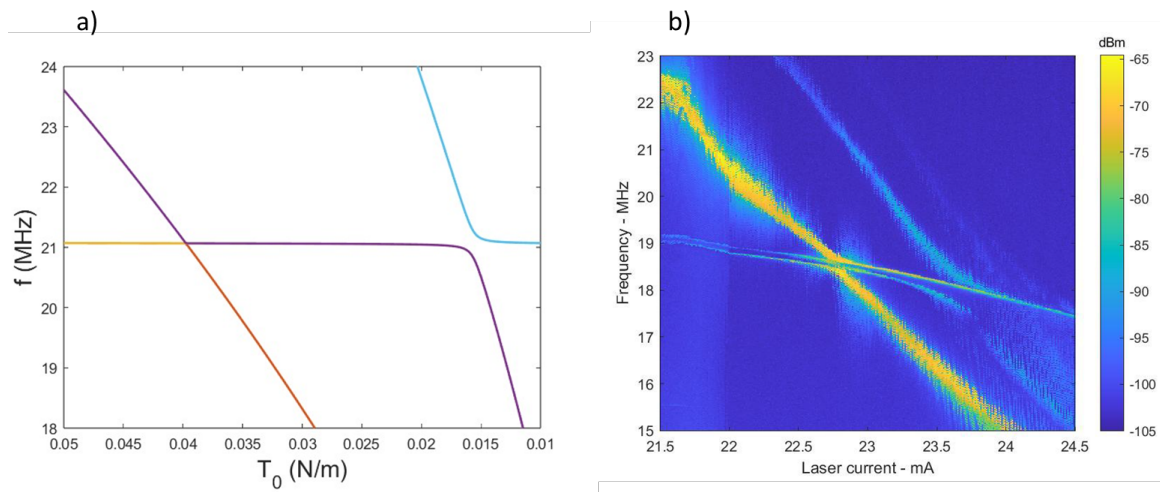 a)
24
23
22
21
20
19
18
f (MHz)
0.05 0.045 0.04 0.035 0.03 0.025 0.02 0.015 0.01
T0 (N/m)
b)
23
22
21
20
19
18
17
16
15
Frequency - MHz
21.5 22 22.5 23 23.5 24 24.5
Laser current - mA
dBm
-65
-70
-75
-80
-85
-90
-95
-100
-105